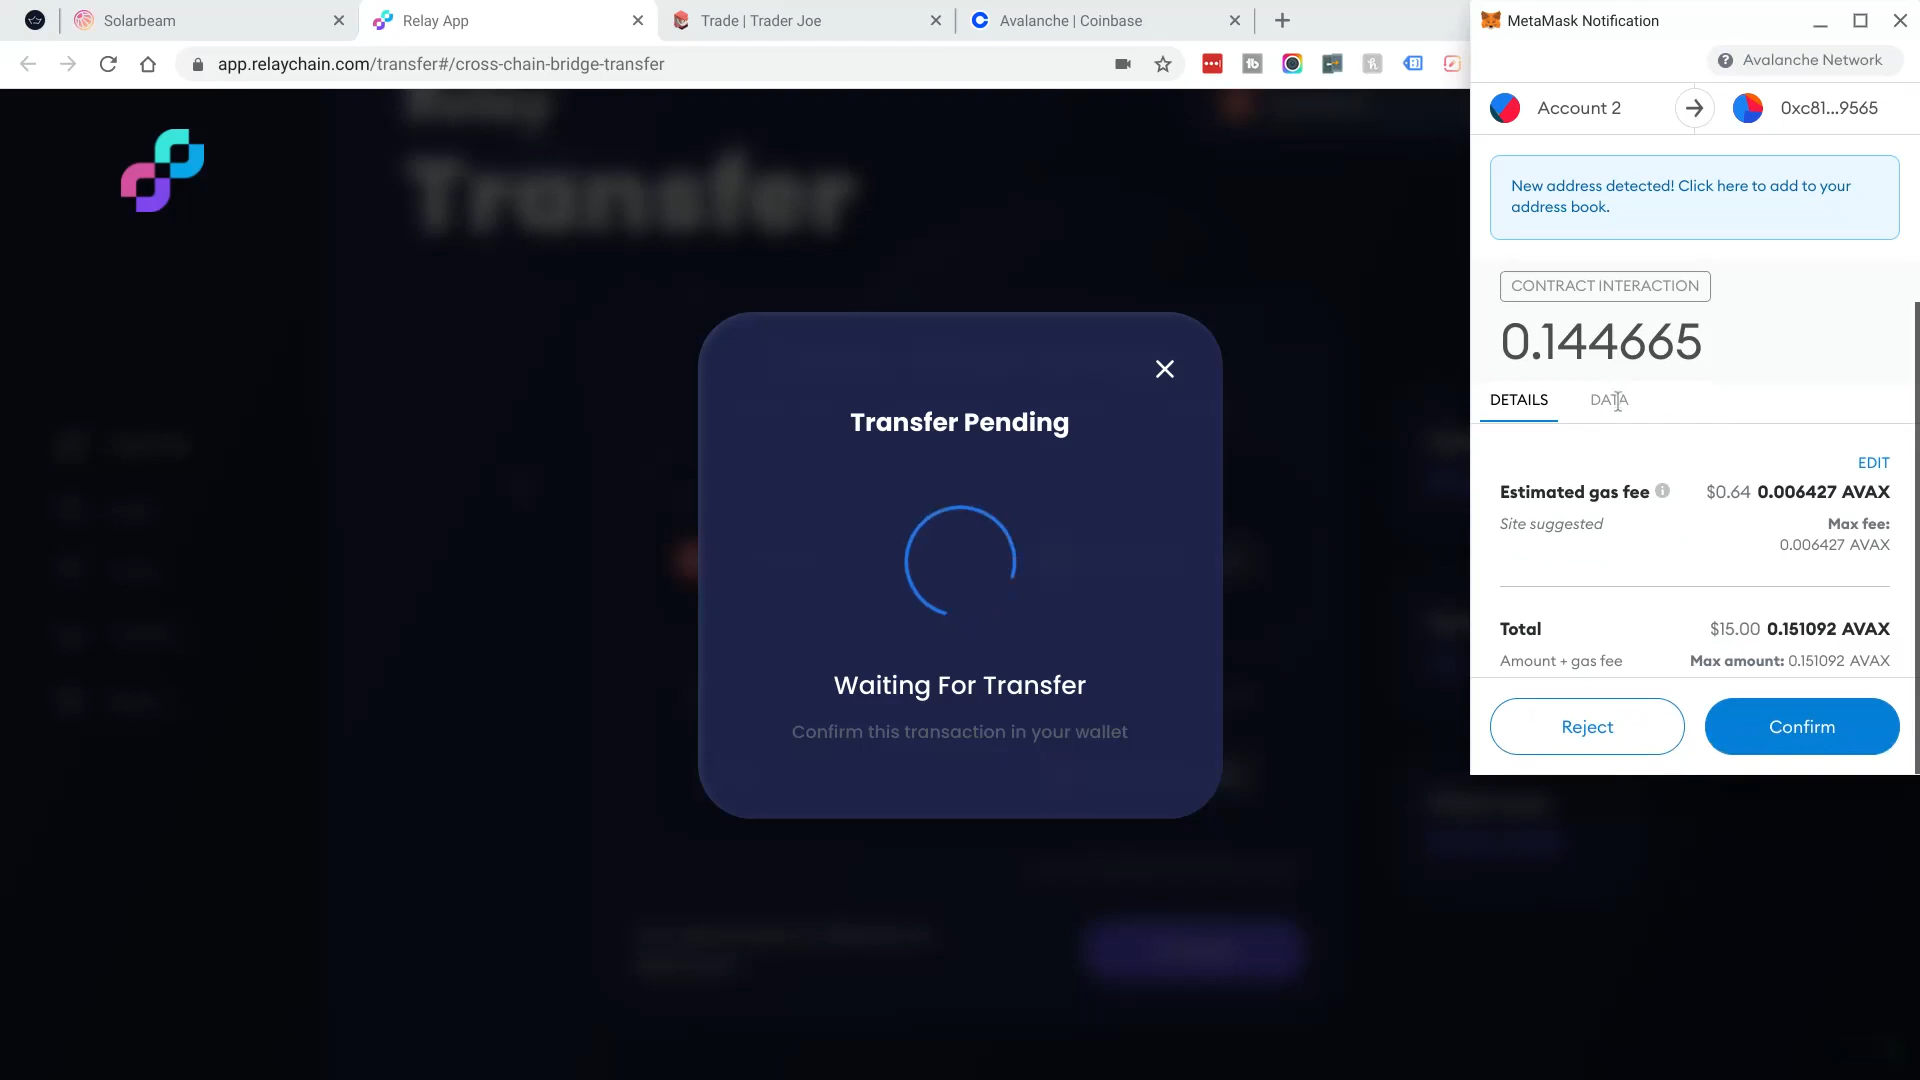 Solarbeam
Relay App
Trade | Trader Joe
Avalanche | Coinbase
MetaMask Notification
app.relaychain.com/transfer#/cross-chain-bridge-transfer
Avalanche Network
Account 2
0xc81...9565
Relay
Transfer
New address detected! Click here to add to your
address book.
CONTRACT INTERACTION
0.144665
DETAILS
DATA
EDIT
Estimated gas fee
$0.64 0.006427 AVAX
Site suggested
Max fee:
0.006427 AVAX
Total
$15.00 0.151092 AVAX
Amount + gas fee
Max amount: 0.151092 AVAX
Reject
Confirm
Transfer Pending
Waiting For Transfer
Confirm this transaction in your wallet